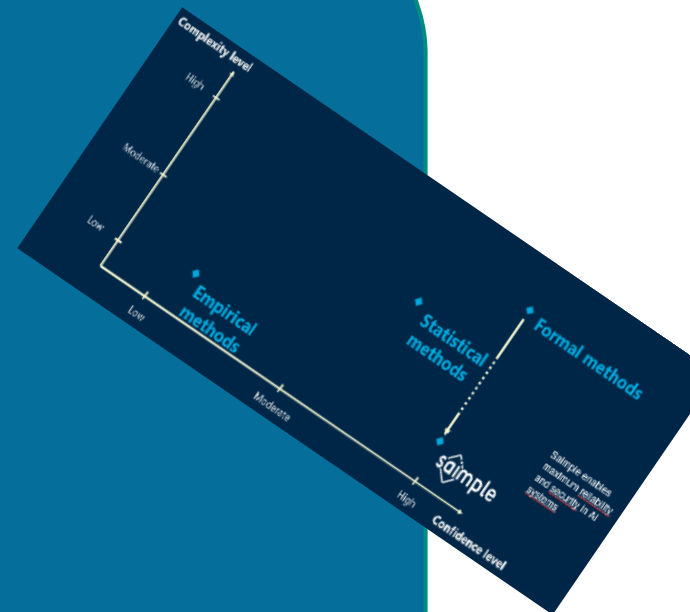 Complexity level
High
Moderate
Low
Empirical
methods
Statistical
methods
Formal methods
saimple
Saimple enables
maximum reliability
and security in AI
systems
Low
Moderate
High
Confidence level